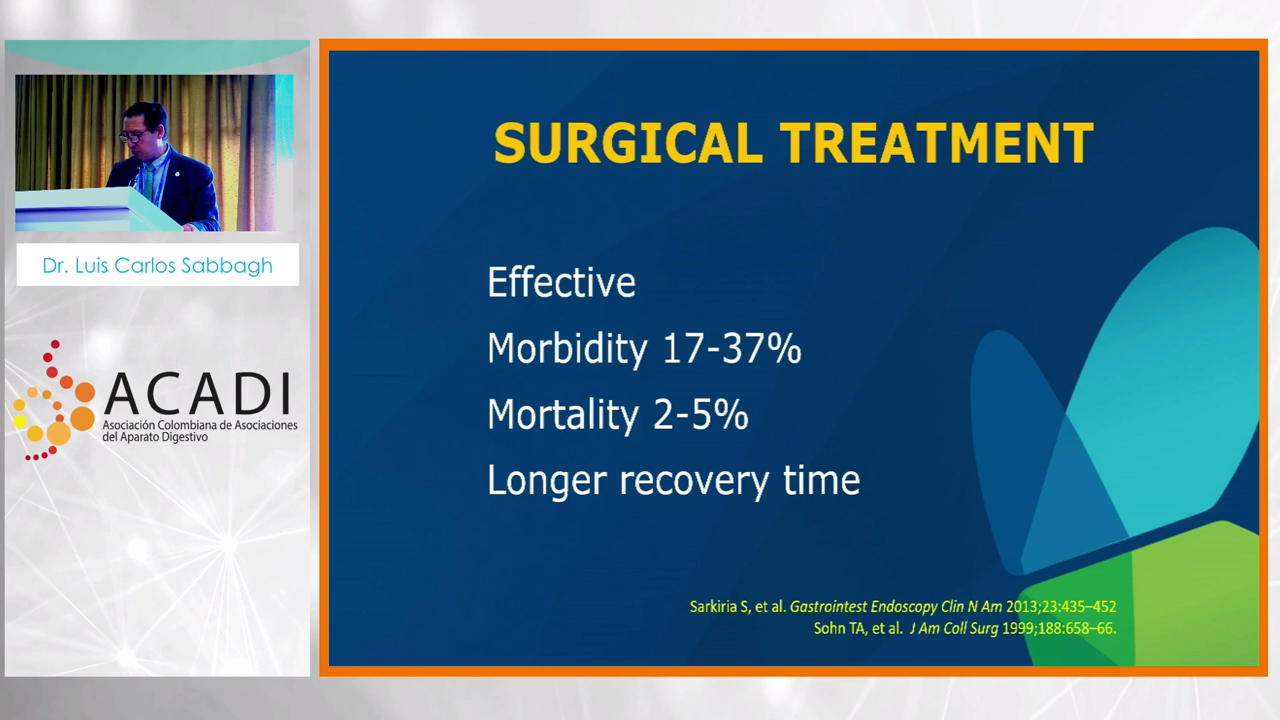 Dr. Luis Carlos Sabbagh
ACADI
Asociación Colombiana de Asociaciones
del Aparato Digestivo
SURGICAL TREATMENT
Effective
Morbidity 17-37%
Mortality 2-5%
Longer recovery time
Sarkiria S, et al. Gastrointest Endoscopy Clin N Am 2013;23:435–452
Sohn TA, et al. J Am Coll Surg 1999;188:658–66.